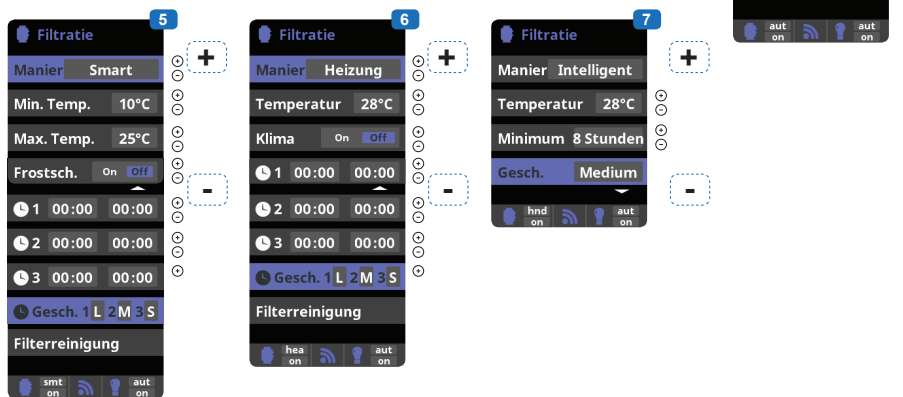 5
Filtratie
Manier Smart
Min. Temp. 10°C
Max. Temp. 25°C
Frostsch. On Off
1 00:00 00:00
2 00:00 00:00
3 00:00 00:00
Gesch. 1 L 2 M 3 S
Filterreinigung
smt on aut on
+
-
6
Filtratie
Manier Heizung
Temperatur 28°C
Klima On Off
1 00:00 00:00
2 00:00 00:00
3 00:00 00:00
Gesch. 1 L 2 M 3 S
Filterreinigung
hea on aut on
+
-
7
Filtratie
Manier Intelligent
Temperatur 28°C
Minimum 8 Stunden
Gesch. Medium
hnd on aut on
+
-
aut on aut on